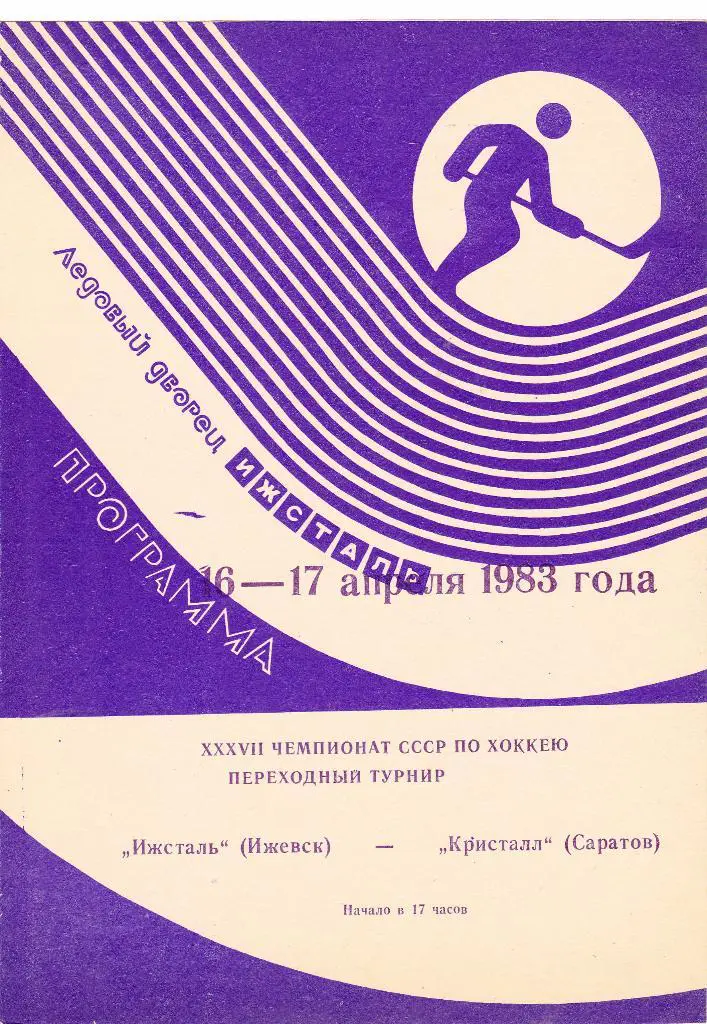 Ледовый дворец ИЖСТАЛЬ
ПРОГРАММА
16—17 апреля 1983 года
XXXVII ЧЕМПИОНАТ СССР ПО ХОККЕЮ
ПЕРЕХОДНЫЙ ТУРНИР
„Ижсталь“ (Ижевск) — „Кристалл“ (Саратов)
Начало в 17 часов